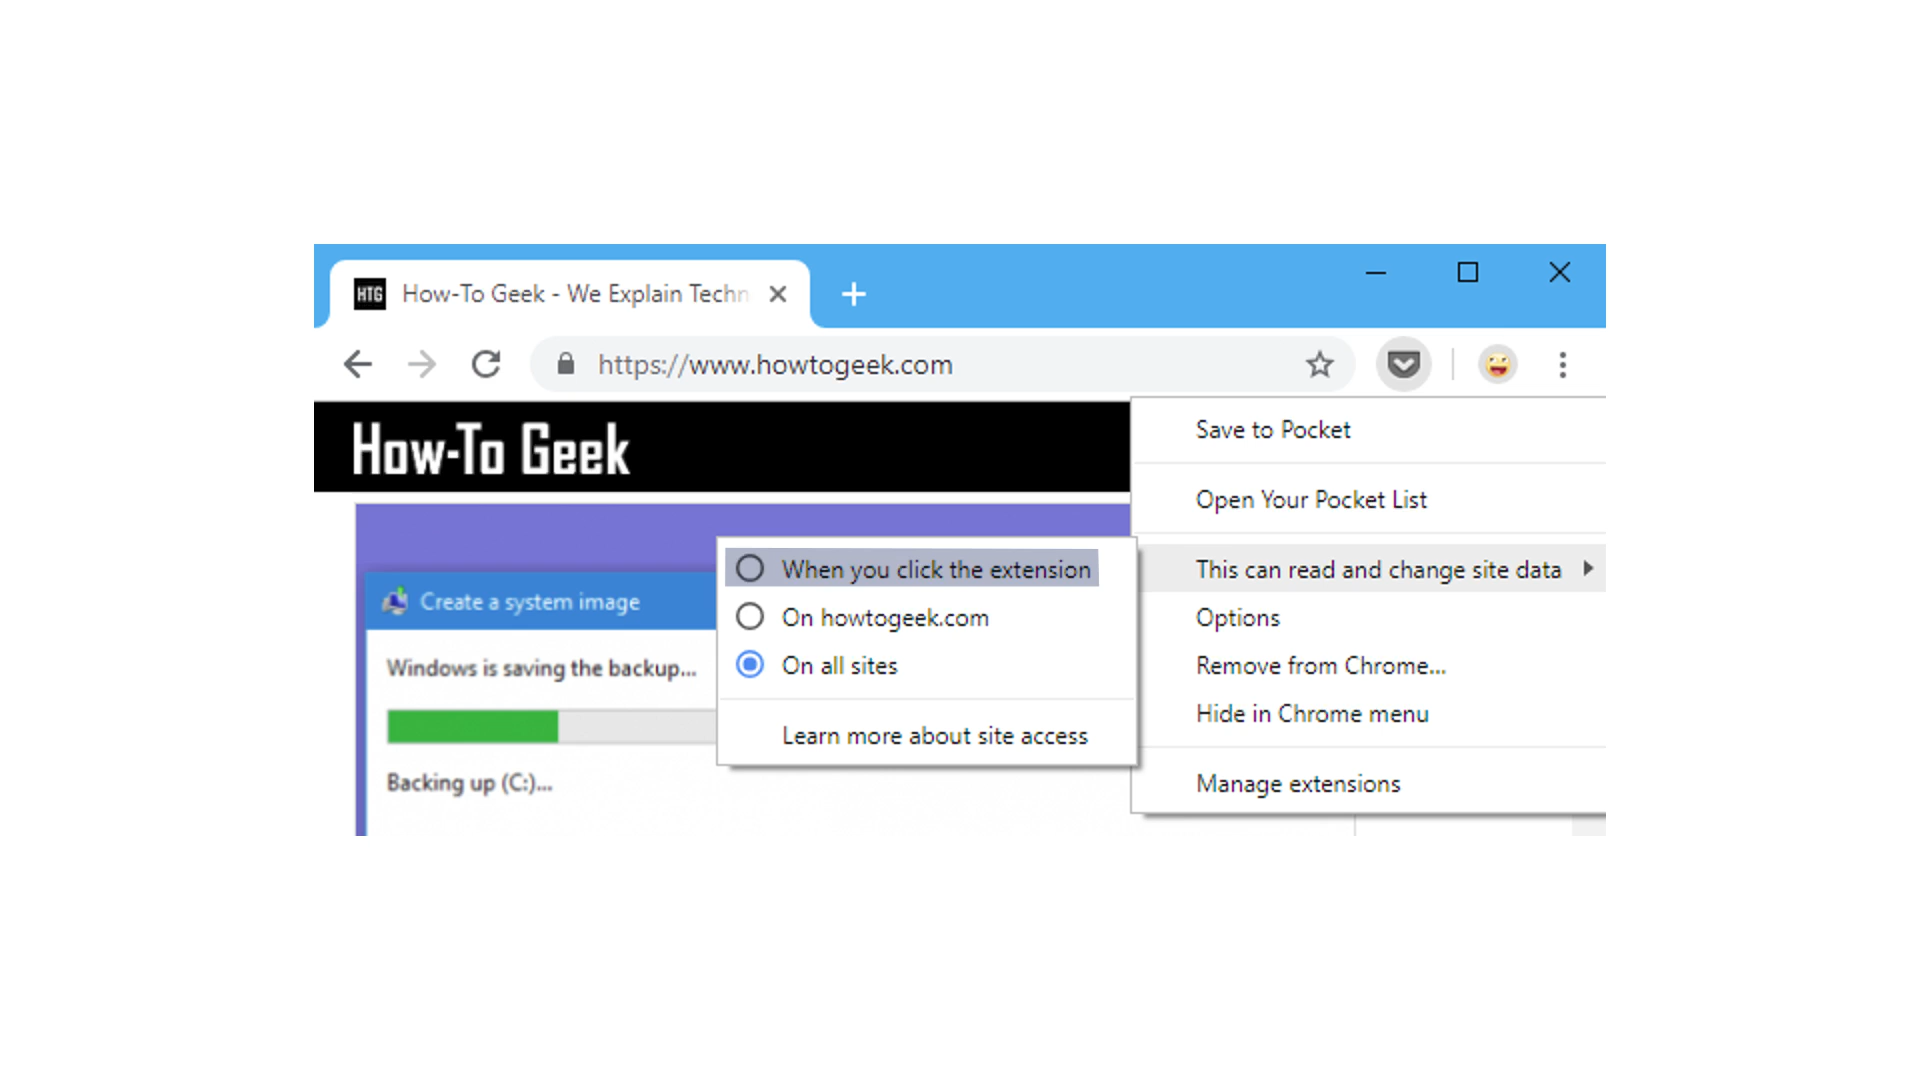 HTG How-To Geek - We Explain Techn
https://www.howtogeek.com
How-To Geek
Save to Pocket
Open Your Pocket List
This can read and change site data
Options
Remove from Chrome...
Hide in Chrome menu
Manage extensions
When you click the extension
On howtogeek.com
On all sites
Learn more about site access
Create a system image
Windows is saving the backup...
Backing up (C:)...